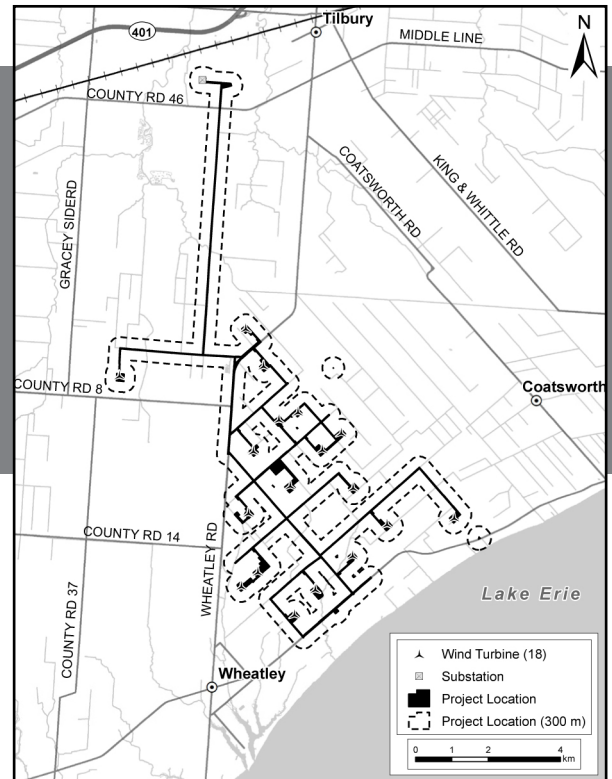 Tilbury
N
401
MIDDLE LINE
COUNTY RD 46
COATSWORTH RD
KING & WHITTLE RD
GRACEY SIDERD
COUNTY RD 8
Coatsworth
COUNTY RD 14
WHEATLEY RD
COUNTY RD 37
Lake Erie
Wheatley
Wind Turbine (18)
Substation
Project Location
Project Location (300 m)
0 1 2 4
km